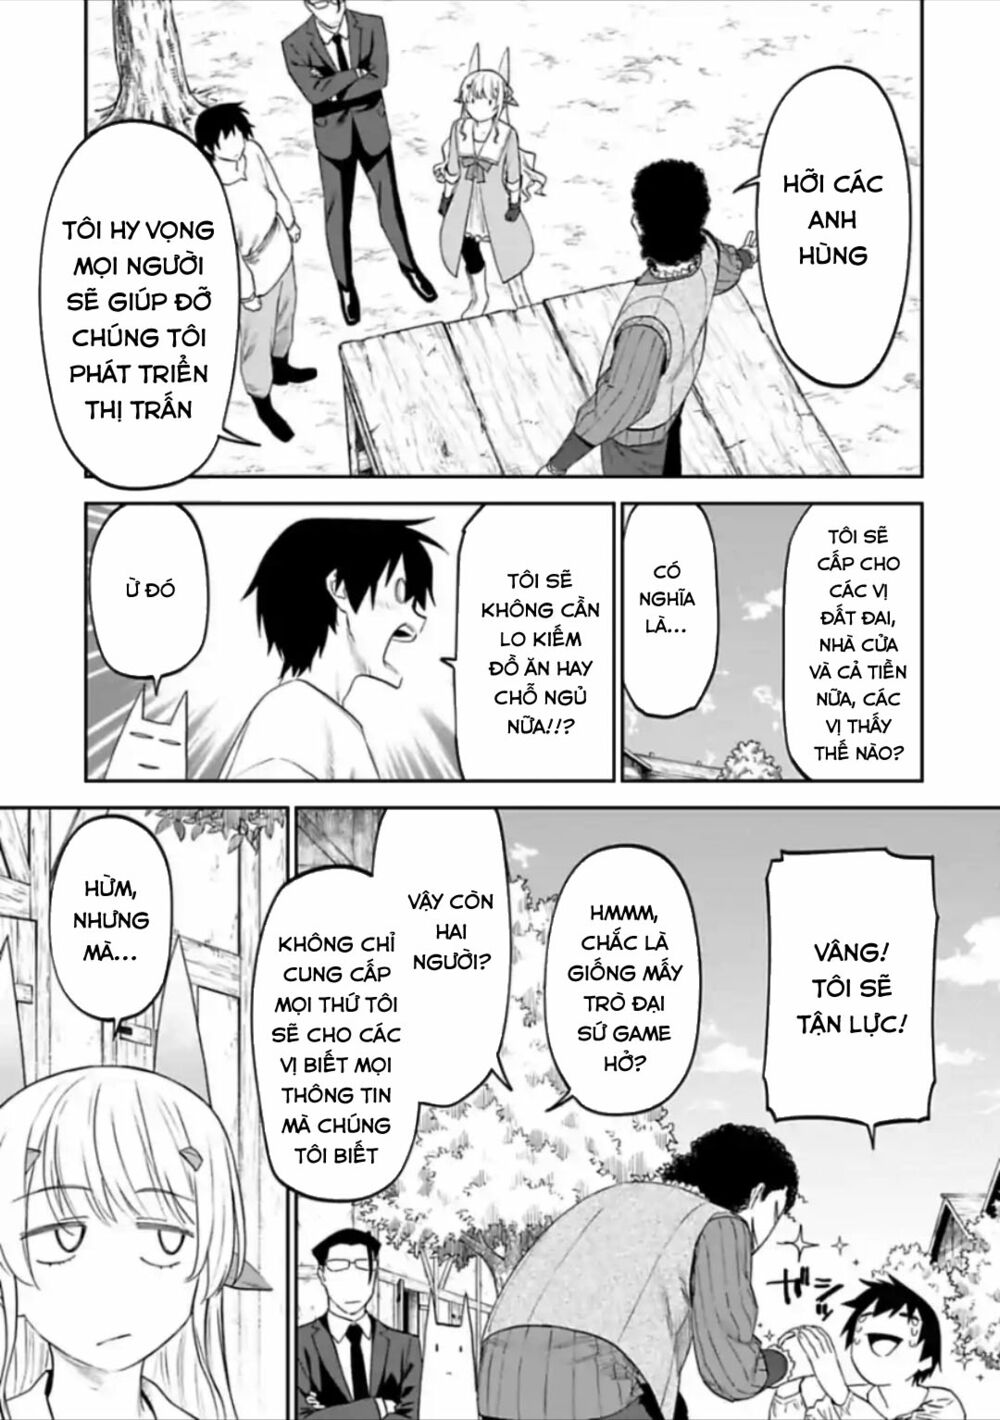 HỠI CÁC
ANH
HÙNG
TÔI HY VỌNG
MỌI NGƯỜI
SẼ GIÚP ĐỠ
CHÚNG TÔI
PHÁT TRIỂN
THỊ TRẤN
TÔI SẼ
CẤP CHO
CÁC VỊ
ĐẤT ĐAI,
NHÀ CỬA
VÀ CẢ TIỀN
NỮA, CÁC
VỊ THẤY
THẾ NÀO?
CÓ
NGHĨA
LÀ...
TÔI SẼ
KHÔNG CẦN
LO KIẾM
ĐỒ ĂN HAY
CHỖ NGỦ
NỮA!!?
Ừ ĐÓ
VÂNG!
TÔI SẼ
TẬN LỰC!
HMMM,
CHẮC LÀ
GIỐNG MẤY
TRÒ ĐẠI
SỨ GAME
HỞ?
VẬY CÒN
HAI
NGƯỜI?
KHÔNG CHỈ
CUNG CẤP
MỌI THỨ TÔI
SẼ CHO CÁC
VỊ BIẾT MỌI
THÔNG TIN
MÀ CHÚNG
TÔI BIẾT
HỪM,
NHƯNG
MÀ...